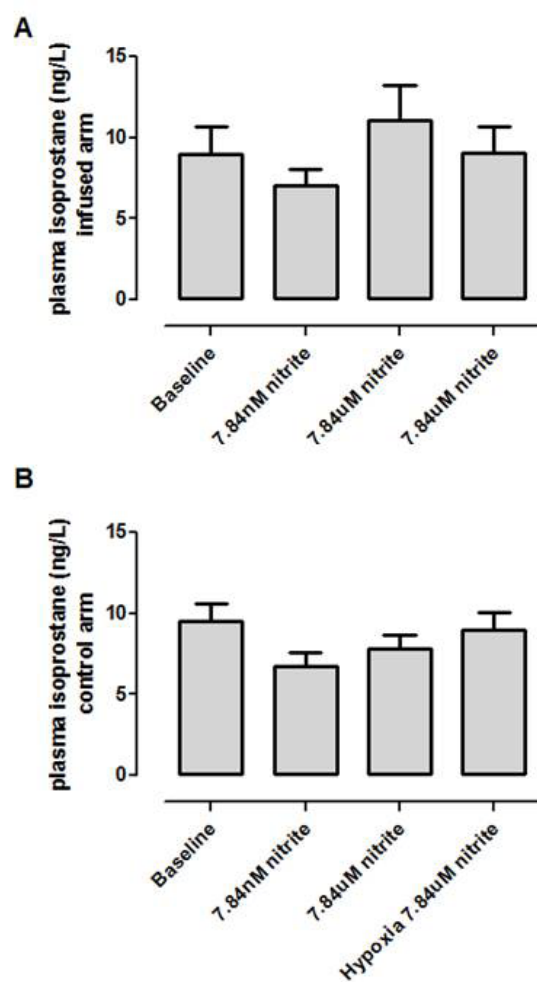 A
plasma isoprostane (ng/L)
infused arm
15
10
5
0
Baseline
7.84nM nitrite
7.84uM nitrite
7.84uM nitrite
B
plasma isoprostane (ng/L)
control arm
15
10
5
0
Baseline
7.84nM nitrite
7.84uM nitrite
Hypoxia 7.84uM nitrite